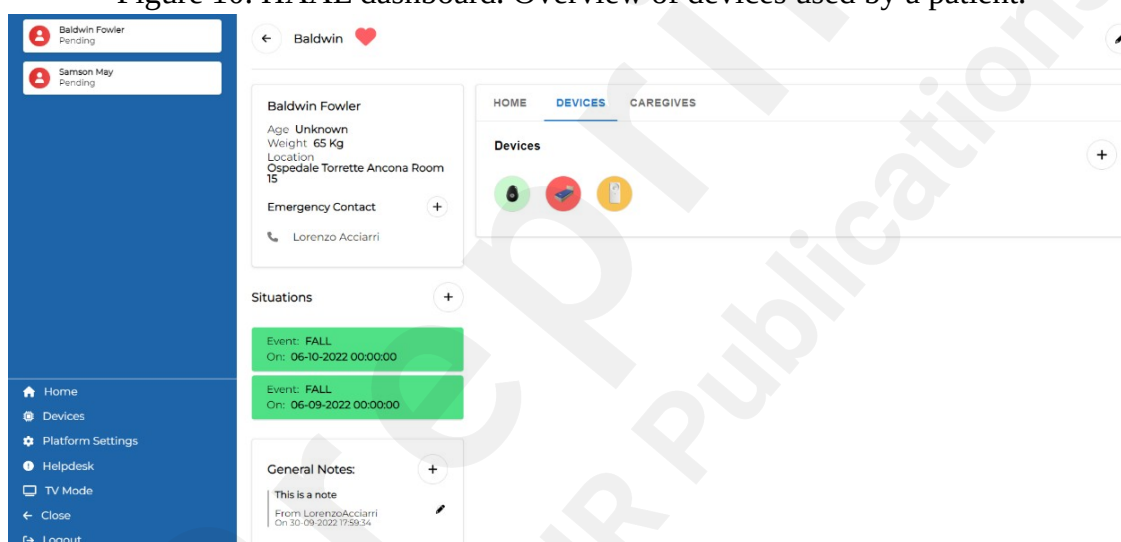 Figure 10. HAAL dashboard. Overview of devices used by a patient.
Baldwin Fowler
Pending
Samson May
Pending
Home
Devices
Platform Settings
Helpdesk
TV Mode
Close
Logout
Baldwin
Baldwin Fowler
Age Unknown
Weight 65 Kg
Location
Ospedale Torrette Ancona Room
15
Emergency Contact
+
Lorenzo Acciarri
Situations
+
Event: FALL
On: 06-10-2022 00:00:00
Event: FALL
On: 06-09-2022 00:00:00
General Notes:
+
This is a note
From LorenzoAcciarri
On 30-09-2022 17:59:34
HOME DEVICES CAREGIVES
Devices
+